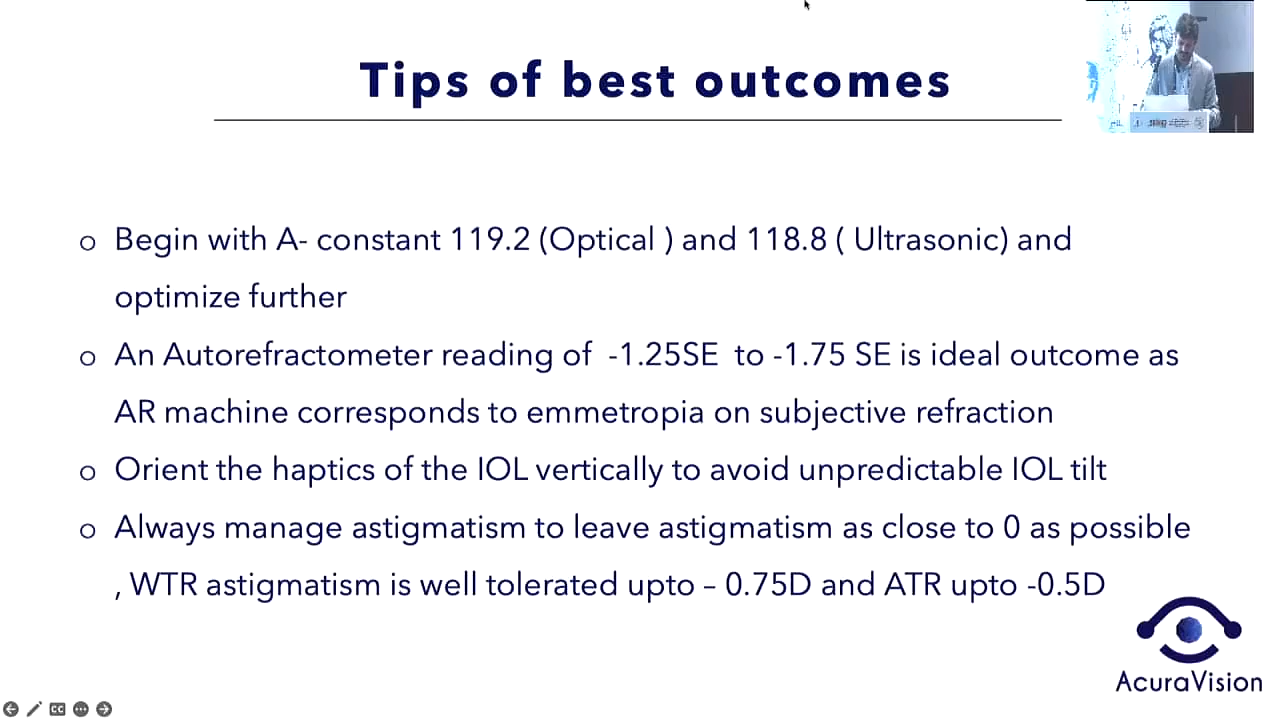 Tips of best outcomes
o Begin with A- constant 119.2 (Optical ) and 118.8 ( Ultrasonic) and
optimize further
o An Autorefractometer reading of -1.25SE to -1.75 SE is ideal outcome as
AR machine corresponds to emmetropia on subjective refraction
o Orient the haptics of the IOL vertically to avoid unpredictable IOL tilt
o Always manage astigmatism to leave astigmatism as close to 0 as possible
, WTR astigmatism is well tolerated upto – 0.75D and ATR upto -0.5D
AcuraVision
CC